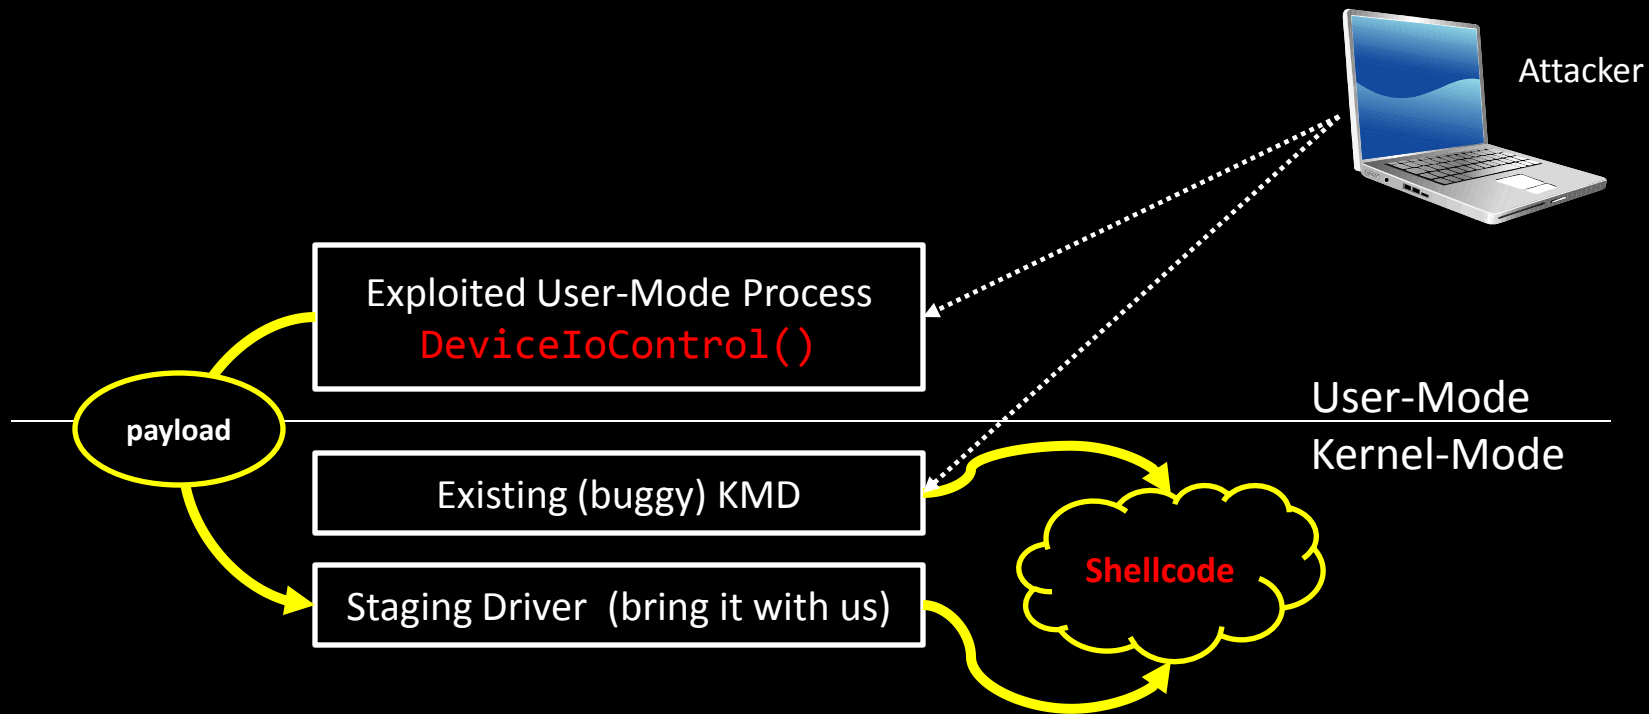 Attacker
Exploited User-Mode Process
DeviceIoControl()
User-Mode
payload
Kernel-Mode
Existing (buggy) KMD
Shellcode
Staging Driver  (bring it with us)